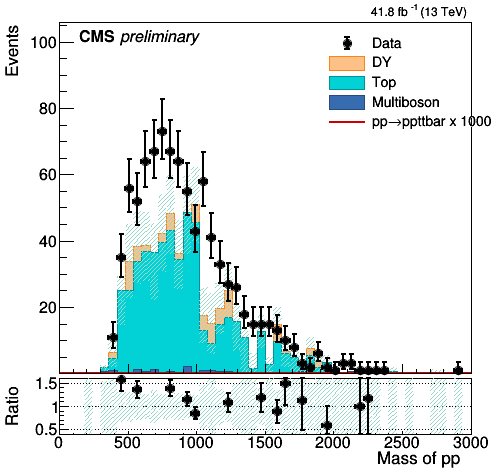 41.8 fb⁻¹ (13 TeV)
CMS preliminary
Events
100
80
60
40
20
Data
DY
Top
Multiboson
pp→ppttbar x 1000
Ratio
1.5
1
0.5
0 500 1000 1500 2000 2500 3000
Mass of pp